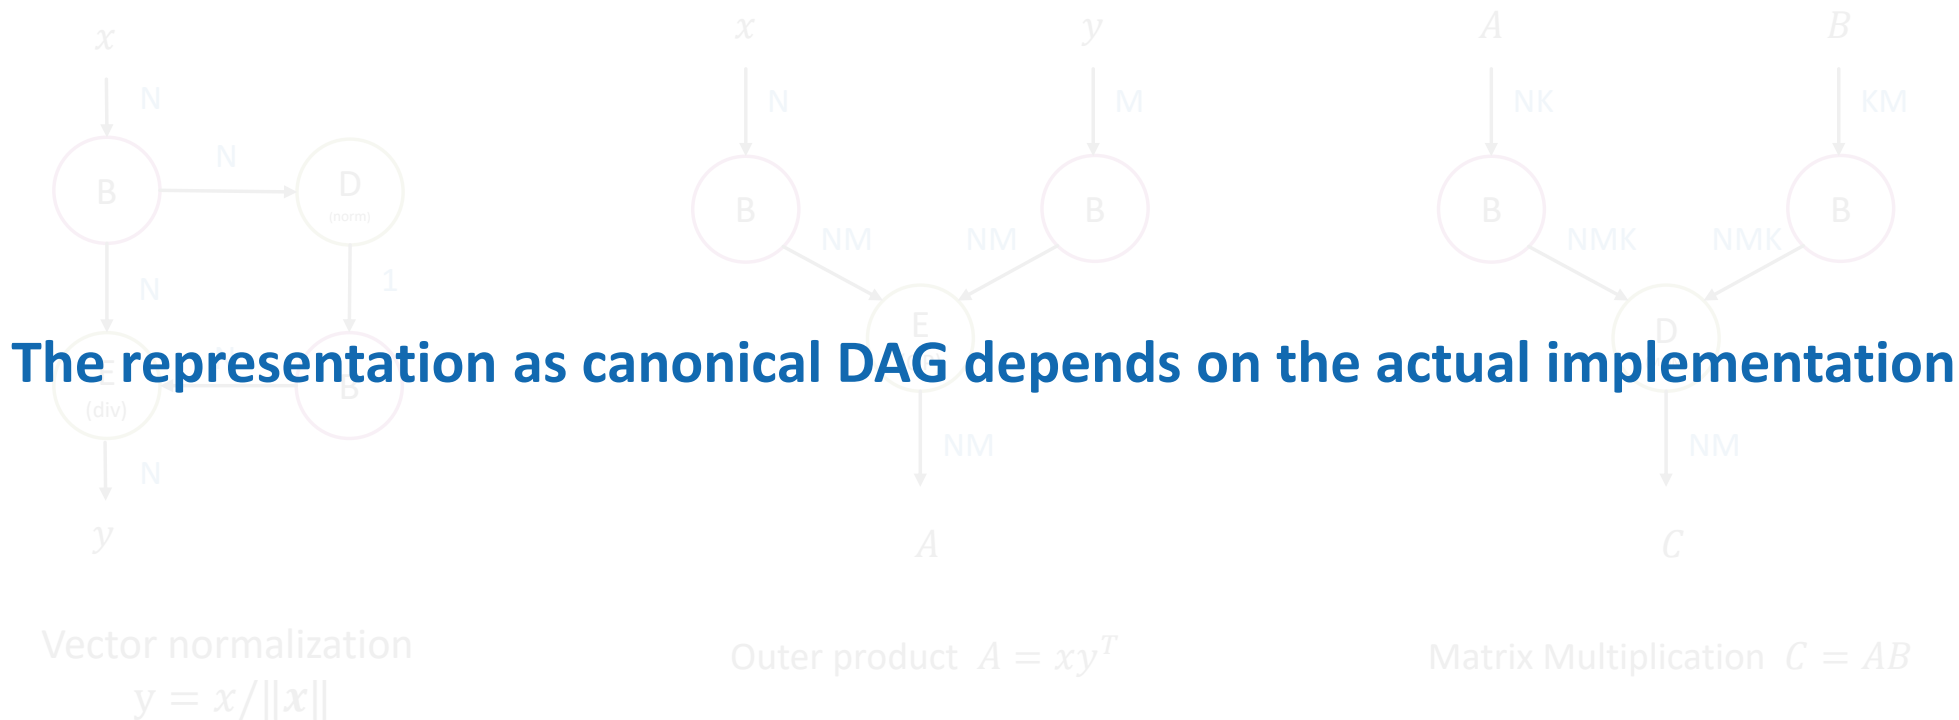 x
N
B
N
D
(norm)
N
1
E
(div)
B
N
y
Vector normalization
y = x/‖x‖
x
y
N
M
B
B
NM
NM
E
NM
A
Outer product A = xyᵀ
A
B
NK
KM
B
B
NMK
NMK
D
NM
C
Matrix Multiplication C = AB
The representation as canonical DAG depends on the actual implementation